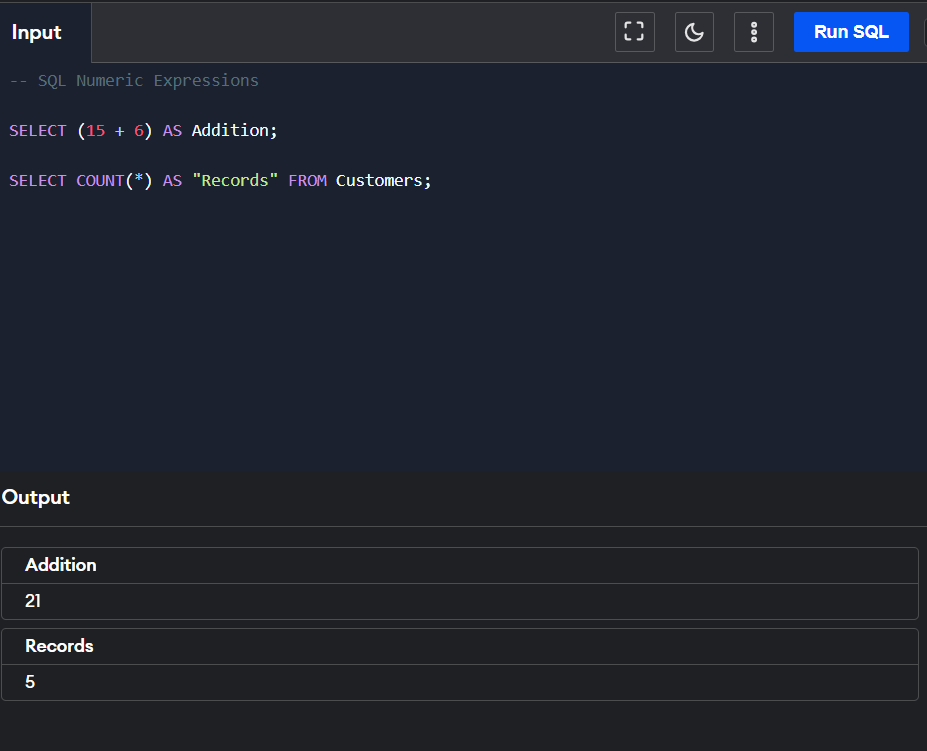 Input
Run SQL
-- SQL Numeric Expressions
SELECT (15 + 6) AS Addition;
SELECT COUNT(*) AS "Records" FROM Customers;
Output
Addition
21
Records
5